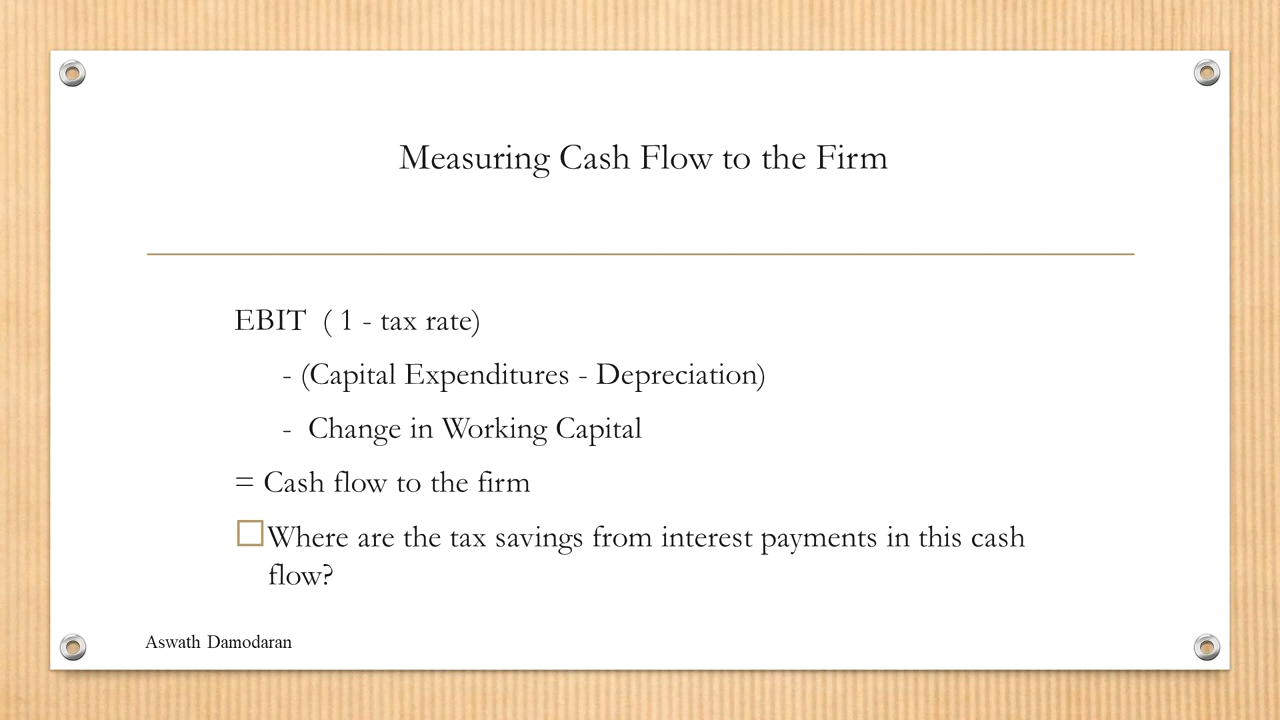 Measuring Cash Flow to the Firm
EBIT ( 1 - tax rate)
- (Capital Expenditures - Depreciation)
- Change in Working Capital
= Cash flow to the firm
Where are the tax savings from interest payments in this cash
flow?
Aswath Damodaran